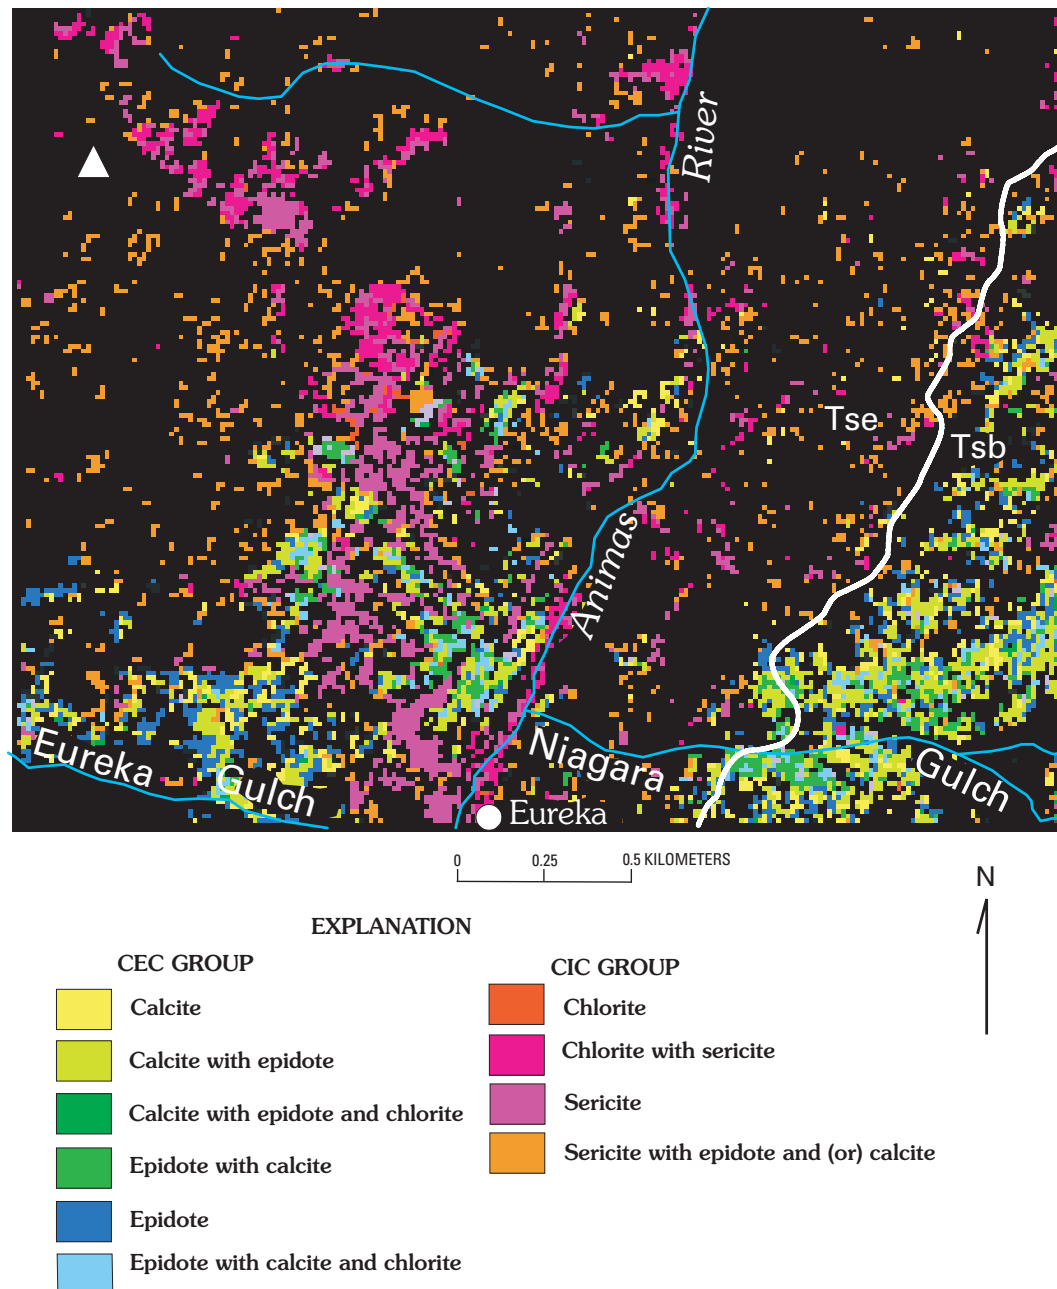 River
Tse
Tsb
Animas
Eureka
Gulch
Niagara
Gulch
Eureka
0 0.25 0.5 KILOMETERS
N
EXPLANATION
CEC GROUP
Calcite
Calcite with epidote
Calcite with epidote and chlorite
Epidote with calcite
Epidote
Epidote with calcite and chlorite
CIC GROUP
Chlorite
Chlorite with sericite
Sericite
Sericite with epidote and (or) calcite